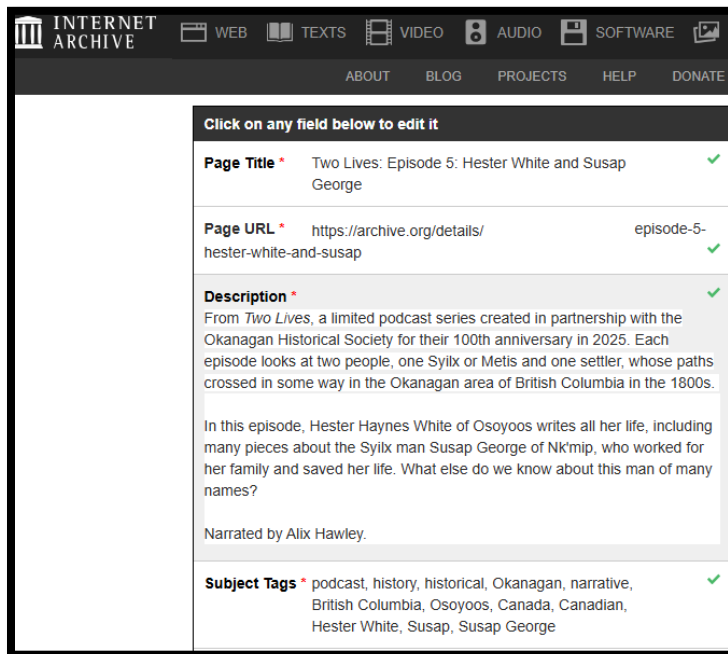 INTERNET ARCHIVE WEB TEXTS VIDEO AUDIO SOFTWARE
ABOUT BLOG PROJECTS HELP DONATE
Click on any field below to edit it
Page Title * Two Lives: Episode 5: Hester White and Susap
George
Page URL * https://archive.org/details/ episode-5-
hester-white-and-susap
Description *
From Two Lives, a limited podcast series created in partnership with the
Okanagan Historical Society for their 100th anniversary in 2025. Each
episode looks at two people, one Syilx or Metis and one settler, whose paths
crossed in some way in the Okanagan area of British Columbia in the 1800s.
In this episode, Hester Haynes White of Osoyoos writes all her life, including
many pieces about the Syilx man Susap George of Nk'mip, who worked for
her family and saved her life. What else do we know about this man of many
names?
Narrated by Alix Hawley.
Subject Tags * podcast, history, historical, Okanagan, narrative,
British Columbia, Osoyoos, Canada, Canadian,
Hester White, Susap, Susap George